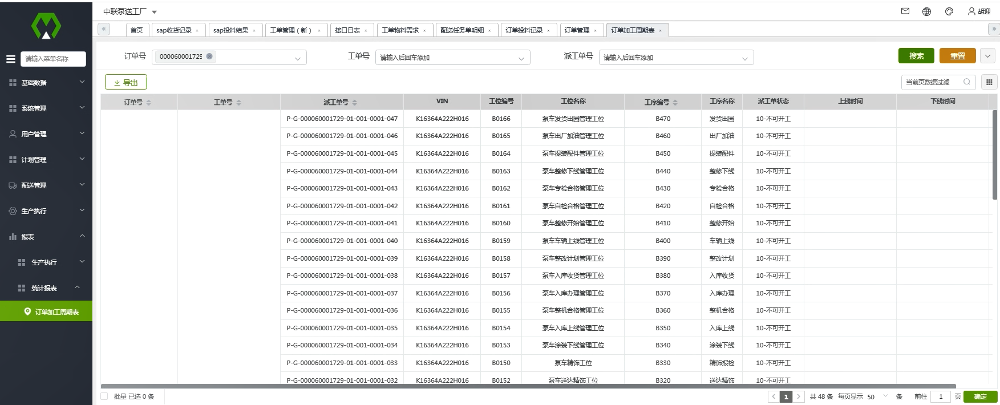 中联泵送工厂
胡迎
首页 sap收货记录 sap投料结果 工单管理（新） 接口日志 工单物料需求 配送任务单明细 订单投料记录 订单管理 订单加工周期表
请输入菜单名称
基础数据
系统管理
用户管理
计划管理
配送管理
生产执行
报表
生产执行
统计报表
订单加工周期表
订单号 000060001729 工单号 请输入后回车添加 派工单号 请输入后回车添加 搜索 重置
导出 当前页数据过滤
订单号 工单号 派工单号 VIN 工位编号 工位名称 工序编号 工序名称 派工单状态 上线时间 下线时间
P-G-000060001729-01-001-0001-047 K16364A222H016 B0166 泵车发货出园管理工位 B470 发货出园 10-不可开工
P-G-000060001729-01-001-0001-046 K16364A222H016 B0165 泵车出厂加油管理工位 B460 出厂加油 10-不可开工
P-G-000060001729-01-001-0001-045 K16364A222H016 B0164 泵车提装配件管理工位 B450 提装配件 10-不可开工
P-G-000060001729-01-001-0001-044 K16364A222H016 B0163 泵车整修下线管理工位 B440 整修下线 10-不可开工
P-G-000060001729-01-001-0001-043 K16364A222H016 B0162 泵车专检合格管理工位 B430 专检合格 10-不可开工
P-G-000060001729-01-001-0001-042 K16364A222H016 B0161 泵车自检合格管理工位 B420 自检合格 10-不可开工
P-G-000060001729-01-001-0001-041 K16364A222H016 B0160 泵车整修开始管理工位 B410 整修开始 10-不可开工
P-G-000060001729-01-001-0001-040 K16364A222H016 B0159 泵车车辆上线管理工位 B400 车辆上线 10-不可开工
P-G-000060001729-01-001-0001-039 K16364A222H016 B0158 泵车整改计划管理工位 B390 整改计划 10-不可开工
P-G-000060001729-01-001-0001-038 K16364A222H016 B0157 泵车入库收货管理工位 B380 入库收货 10-不可开工
P-G-000060001729-01-001-0001-037 K16364A222H016 B0156 泵车入库办理管理工位 B370 入库办理 10-不可开工
P-G-000060001729-01-001-0001-036 K16364A222H016 B0155 泵车整机合格管理工位 B360 整机合格 10-不可开工
P-G-000060001729-01-001-0001-035 K16364A222H016 B0154 泵车入库上线管理工位 B350 入库上线 10-不可开工
P-G-000060001729-01-001-0001-034 K16364A222H016 B0153 泵车涂装下线管理工位 B340 涂装下线 10-不可开工
P-G-000060001729-01-001-0001-033 K16364A222H016 B0150 泵车精饰工位 B330 精饰报检 10-不可开工
P-G-000060001729-01-001-0001-032 K16364A222H016 B0152 泵车送达精饰工位 B320 送达精饰 10-不可开工
批量 已选 0 条 1 共 48 条 每页显示 50 条 前往 1 页 确定